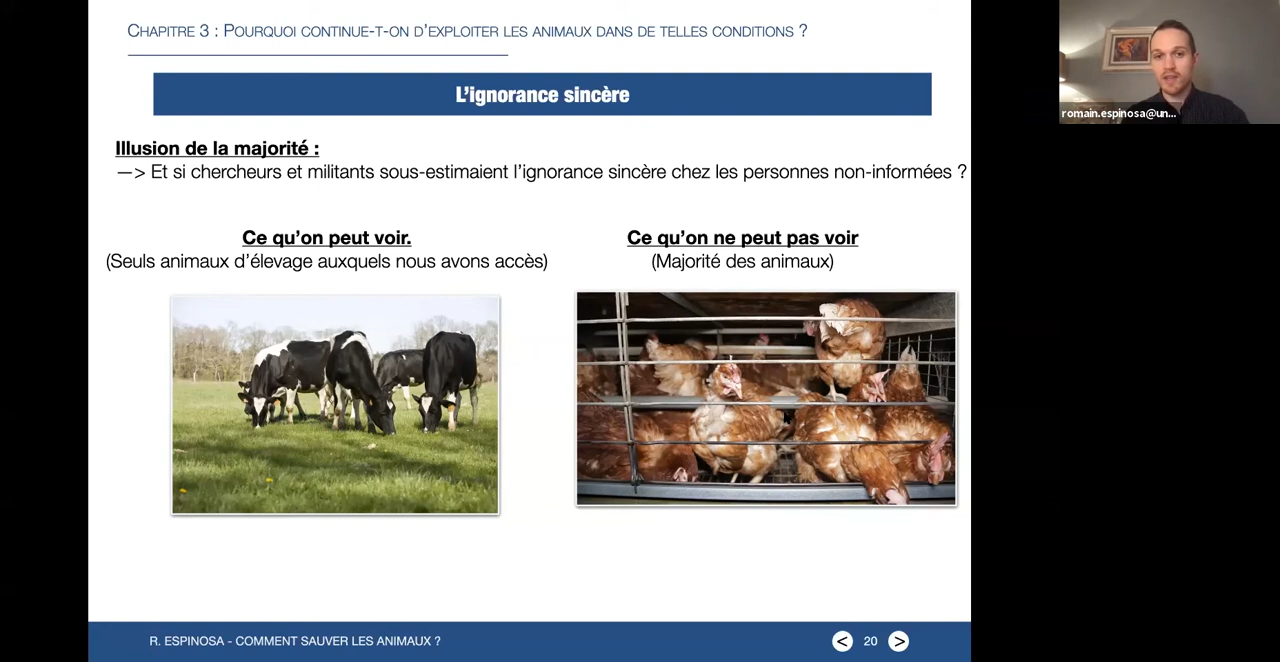 CHAPITRE 3 : POURQUOI CONTINUE-T-ON D'EXPLOITER LES ANIMAUX DANS DE TELLES CONDITIONS ?
L'ignorance sincère
Illusion de la majorité :
—> Et si chercheurs et militants sous-estimaient l'ignorance sincère chez les personnes non-informées ?
Ce qu'on peut voir.
(Seuls animaux d'élevage auxquels nous avons accès)
Ce qu'on ne peut pas voir
(Majorité des animaux)
R. ESPINOSA - COMMENT SAUVER LES ANIMAUX ?
< 20 >
romain.espinosa@un...